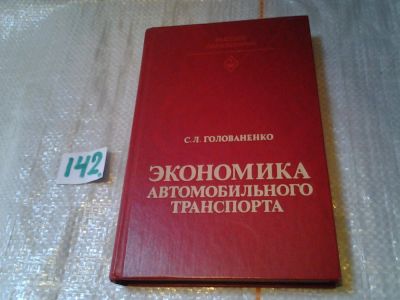 С.Л. ГОЛОВАНЕНКО
ЭКОНОМИКА
АВТОМОБИЛЬНОГО
ТРАНСПОРТА
142